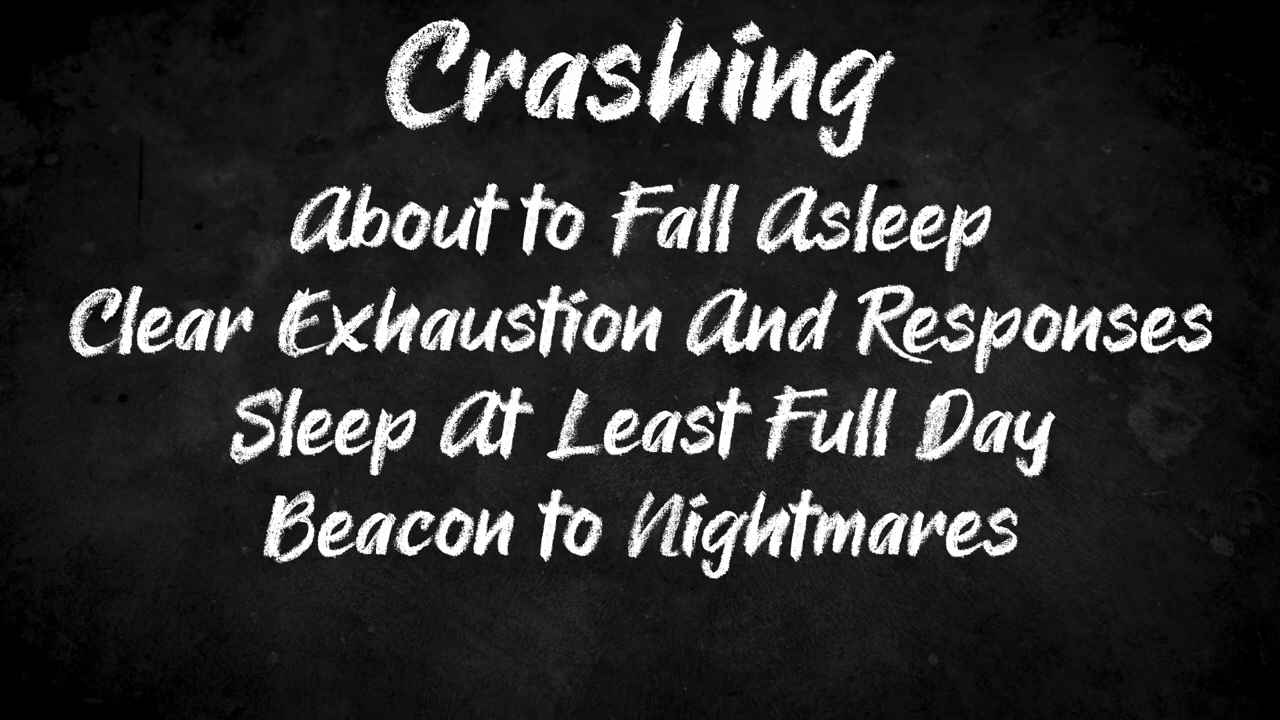 Crashing
About to Fall Asleep
Clear Exhaustion And Responses
Sleep At Least Full Day
Beacon to Nightmares